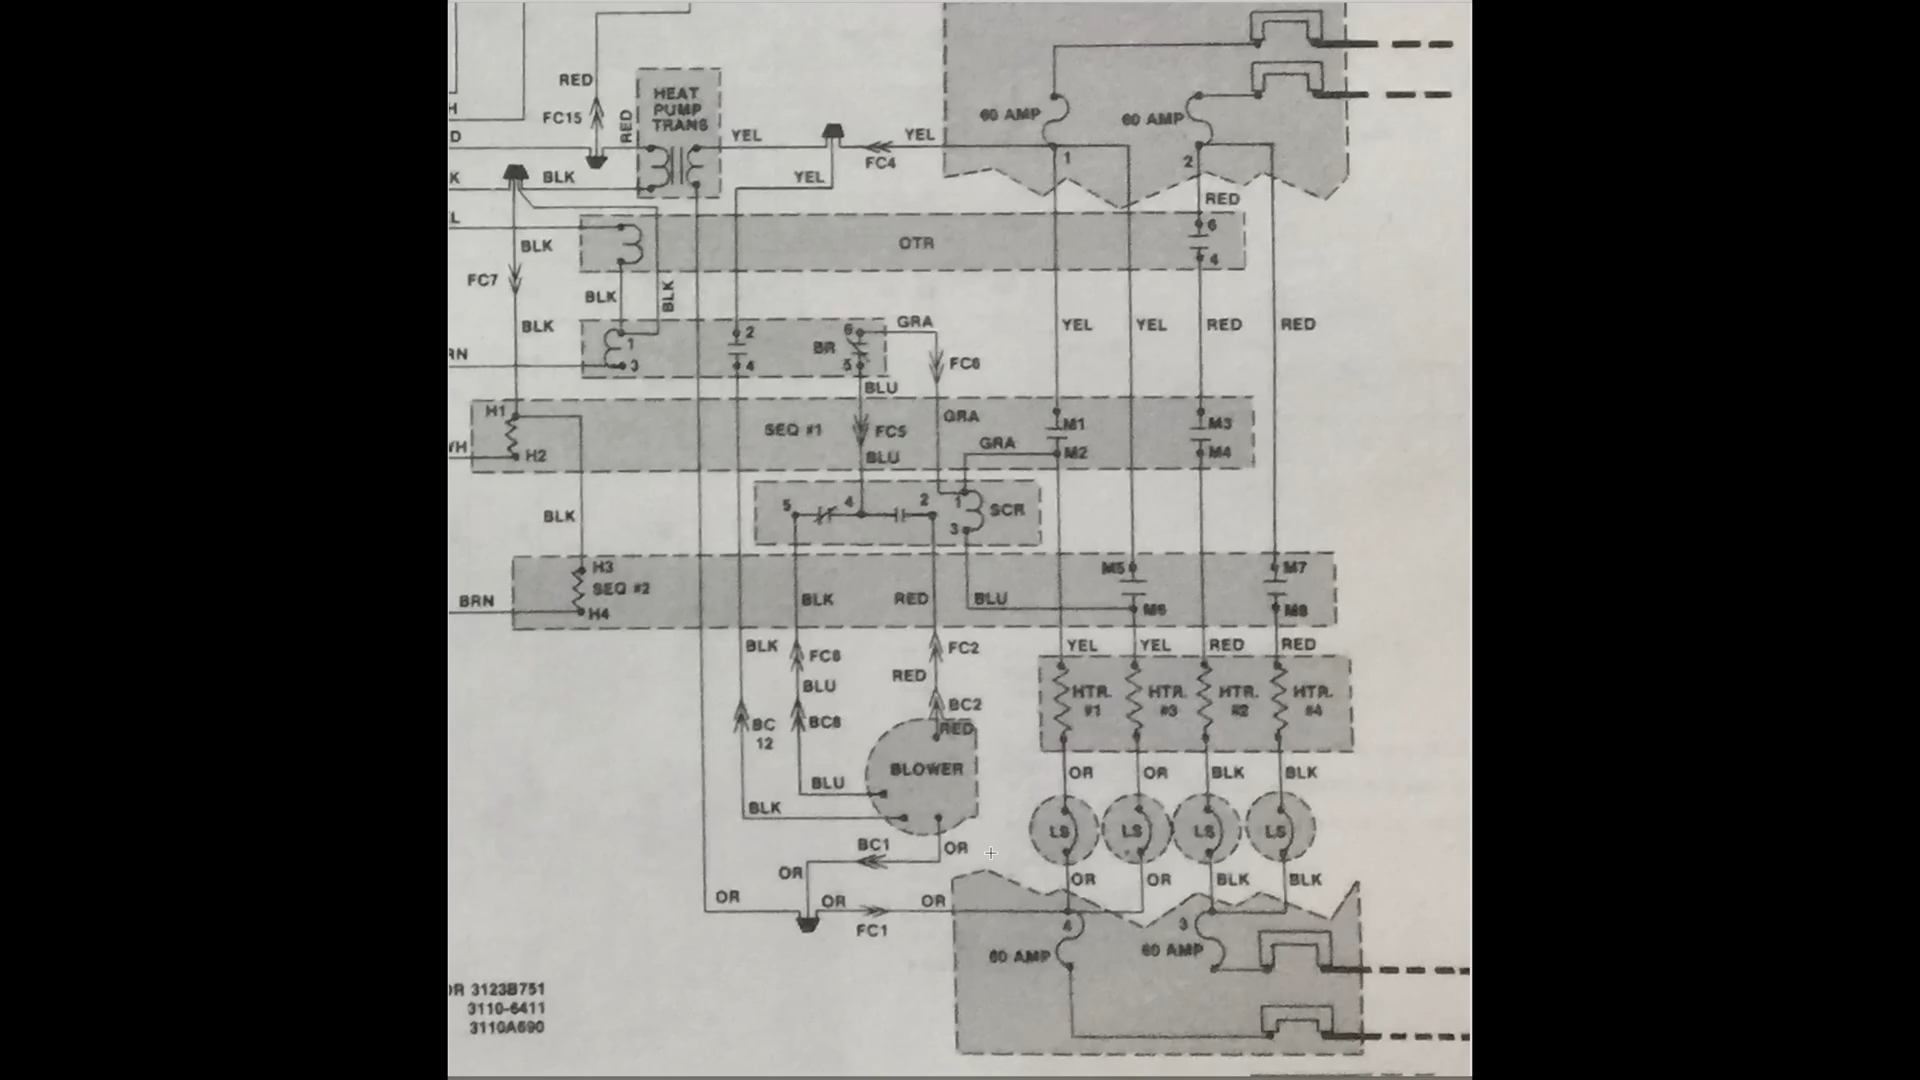 RED
HEAT
PUMP
TRANS
H
FC15
RED
60 AMP
60 AMP
D
YEL
YEL
FC4
1
2
K
BLK
YEL
RED
L
BLK
OTR
6
4
FC7
BLK
BLK
BLK
YEL
YEL
RED
RED
RN
1
3
2
4
BR
6
5
GRA
FC6
BLU
H1
H2
WH
SEQ #1
FC5
BLU
GRA
GRA
M1
M2
M3
M4
BLK
5
4
2
1
3
SCR
H3
SEQ #2
H4
BRN
BLK
RED
BLU
M5
M6
M7
M8
BLK
FC8
FC2
YEL
YEL
RED
RED
BLU
RED
BC
12
BC8
BC2
RED
HTR.
#1
HTR.
#3
HTR.
#2
HTR.
#4
BLOWER
BLU
BLK
OR
OR
BLK
BLK
LS
LS
LS
LS
BC1
OR
OR
OR
OR
BLK
BLK
OR
OR
OR
FC1
4
3
60 AMP
60 AMP
OR 3123B751
3110-6411
3110A690